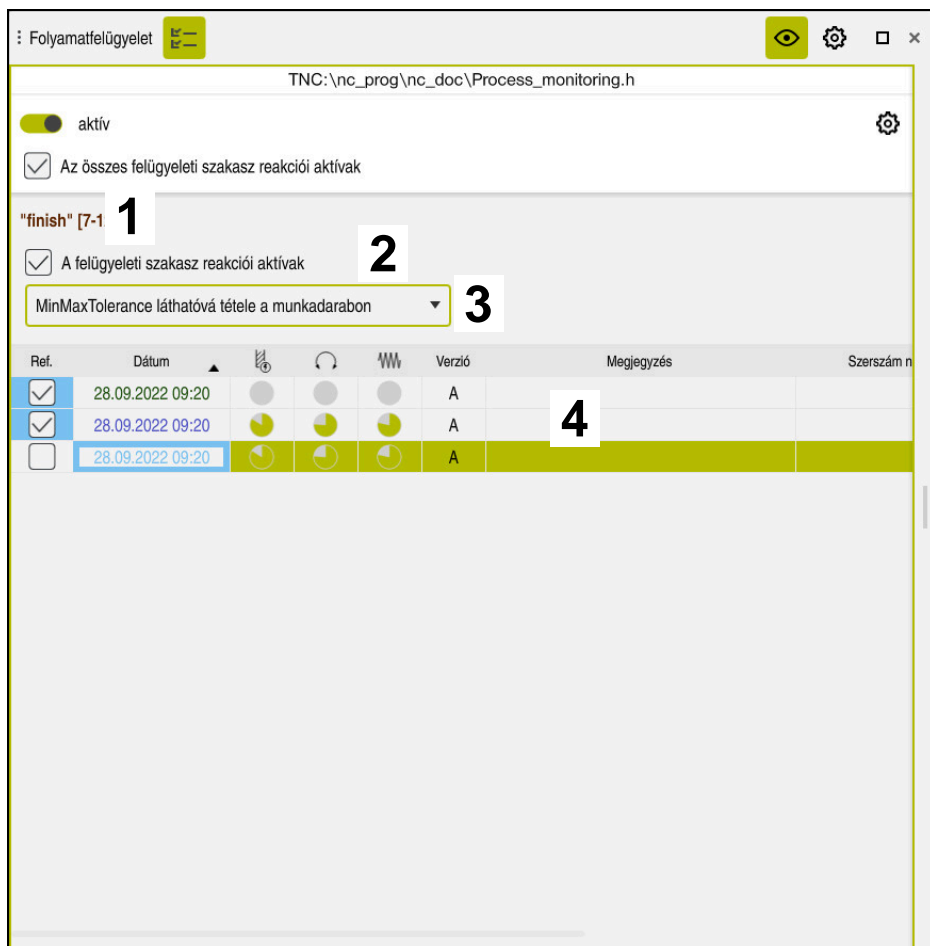 Folyamatfelügyelet
TNC:\nc_prog\nc_doc\Process_monitoring.h
aktív
Az összes felügyeleti szakasz reakciói aktívak
"finish" [7-1
1
A felügyeleti szakasz reakciói aktívak
2
MinMaxTolerance láthatóvá tétele a munkadarabon
3
Ref. Dátum Verzió Megjegyzés Szerszám n
28.09.2022 09:20 A
28.09.2022 09:20 A
4
28.09.2022 09:20 A